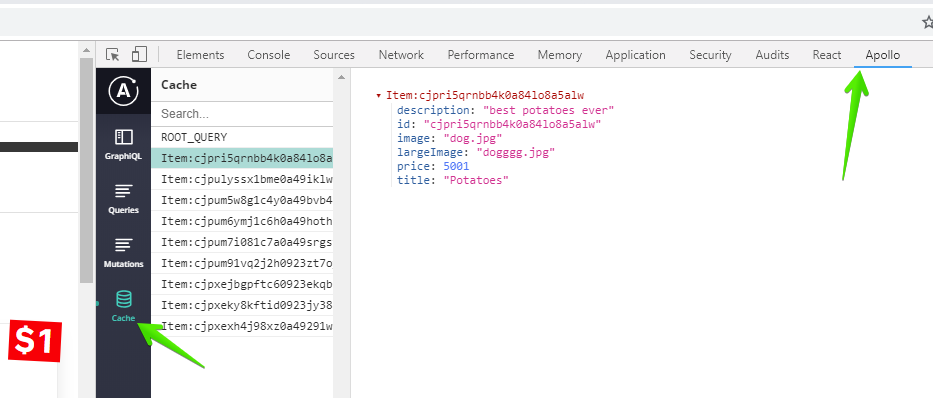 Elements Console Sources Network Performance Memory Application Security Audits React Apollo
Cache
Search...
ROOT_QUERY
Item:cjpri5qrnbb4k0a84lo8a
Item:cjpulyssx1bme0a49iklw
Item:cjpum5w8g1c4y0a49bvb4
Item:cjpum6ymj1c6h0a49hoth
Item:cjpum7i081c7a0a49srgs
Item:cjpum91vq2j2h0923zt7o
Item:cjpxejbgpftc60923ekqb
Item:cjpxeky8kftid0923jy38
Item:cjpxexh4j98xz0a49291w
GraphiQL
Queries
Mutations
Cache
Item:cjpri5qrnbb4k0a84lo8a5alw
description: "best potatoes ever"
id: "cjpri5qrnbb4k0a84lo8a5alw"
image: "dog.jpg"
largeImage: "dogggg.jpg"
price: 5001
title: "Potatoes"
$1